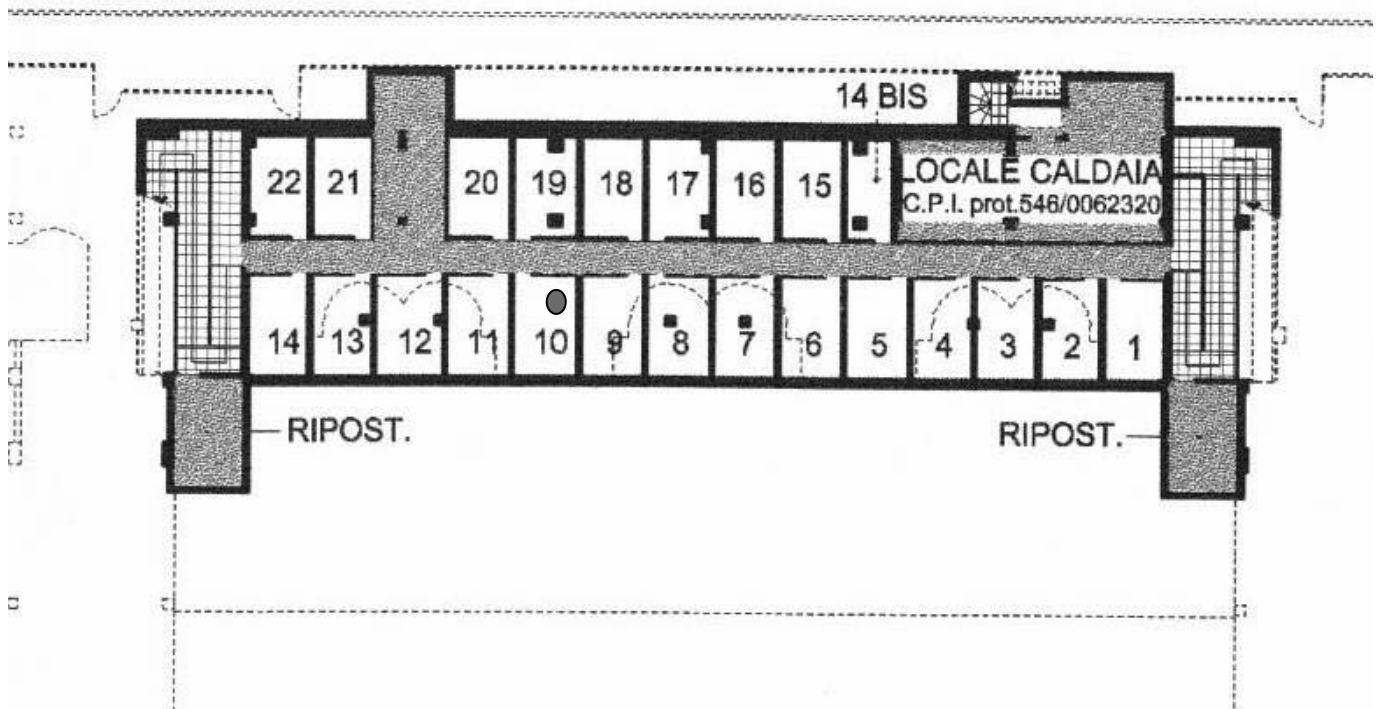 14 BIS
22 21 20 19 18 17 16 15
LOCALE CALDAIA
C.P.I. prot.546/0062320
14 13 12 11 10 9 8 7 6 5 4 3 2 1
RIPOST.
RIPOST.